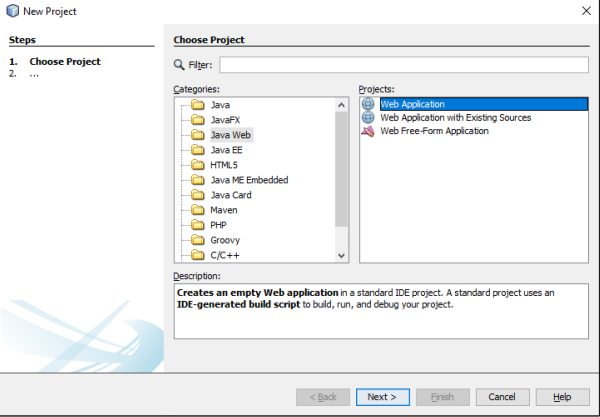 New Project
Steps
1. Choose Project
2. ...
Choose Project
Filter:
Categories:
Java
JavaFX
Java Web
Java EE
HTML5
Java ME Embedded
Java Card
Maven
PHP
Groovy
C/C++
Projects:
Web Application
Web Application with Existing Sources
Web Free-Form Application
Description:
Creates an empty Web application in a standard IDE project. A standard project uses an
IDE-generated build script to build, run, and debug your project.
< Back
Next >
Finish
Cancel
Help